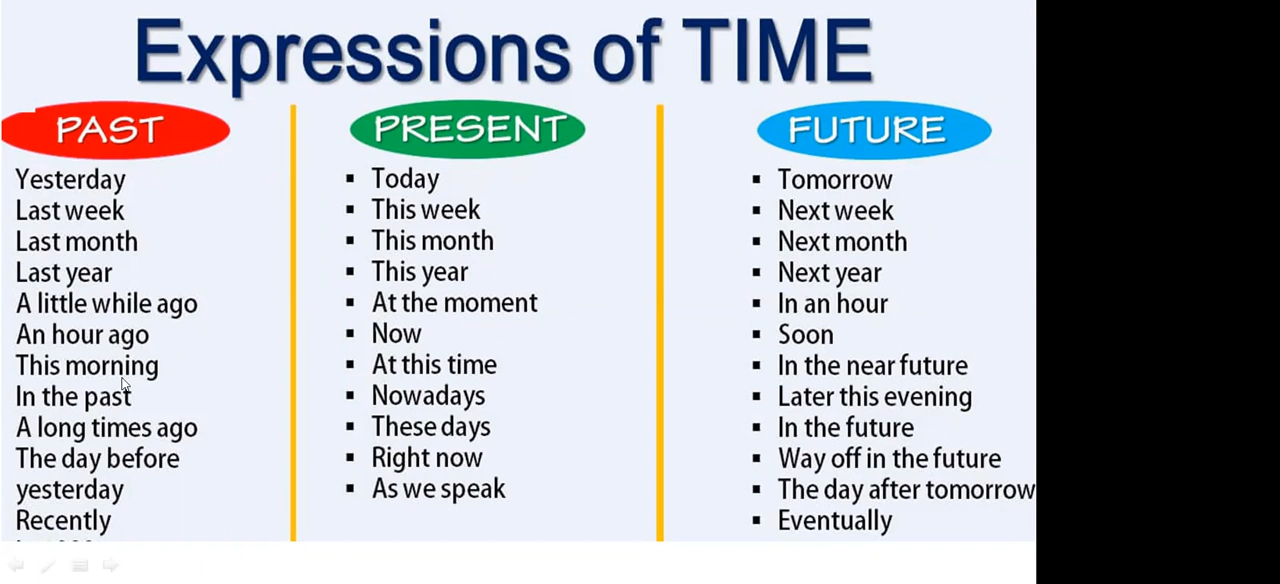 Expressions of TIME
PAST
Yesterday
Last week
Last month
Last year
A little while ago
An hour ago
This morning
In the past
A long times ago
The day before
yesterday
Recently
PRESENT
Today
This week
This month
This year
At the moment
Now
At this time
Nowadays
These days
Right now
As we speak
FUTURE
Tomorrow
Next week
Next month
Next year
In an hour
Soon
In the near future
Later this evening
In the future
Way off in the future
The day after tomorrow
Eventually